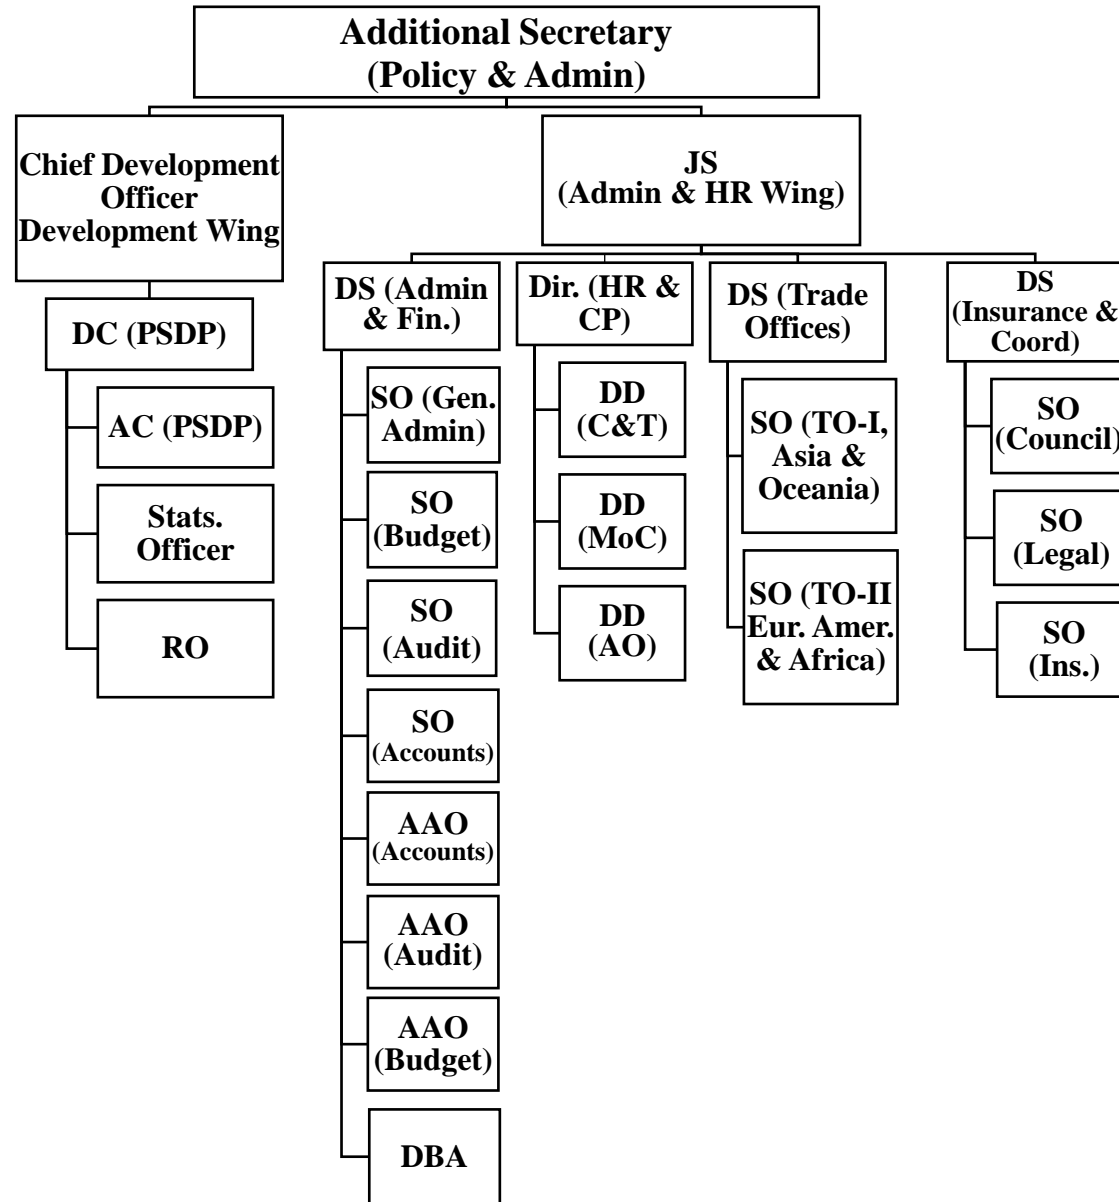 Additional Secretary
(Policy & Admin)
Chief Development
Officer
Development Wing
JS
(Admin & HR Wing)
DC (PSDP)
AC (PSDP)
Stats.
Officer
RO
DS (Admin
& Fin.)
SO (Gen.
Admin)
SO
(Budget)
SO
(Audit)
SO
(Accounts)
AAO
(Accounts)
AAO
(Audit)
AAO
(Budget)
DBA
Dir. (HR &
CP)
DD
(C&T)
DD
(MoC)
DD
(AO)
DS (Trade
Offices)
SO (TO-I,
Asia &
Oceania)
SO (TO-II
Eur. Amer.
& Africa)
DS
(Insurance &
Coord)
SO
(Council)
SO
(Legal)
SO
(Ins.)